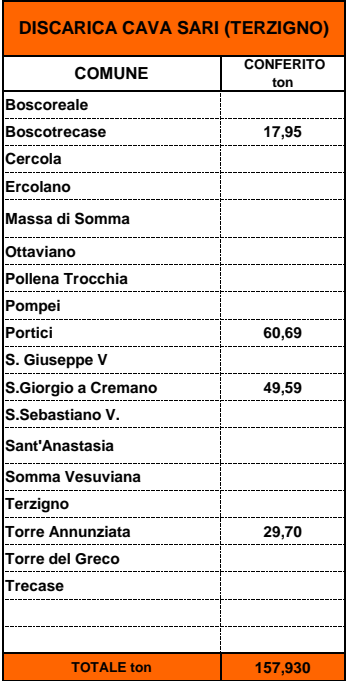 DISCARICA CAVA SARI (TERZIGNO)
COMUNE CONFERITO ton
Boscoreale
Boscotrecase 17,95
Cercola
Ercolano
Massa di Somma
Ottaviano
Pollena Trocchia
Pompei
Portici 60,69
S. Giuseppe V
S.Giorgio a Cremano 49,59
S.Sebastiano V.
Sant'Anastasia
Somma Vesuviana
Terzigno
Torre Annunziata 29,70
Torre del Greco
Trecase
TOTALE ton 157,930